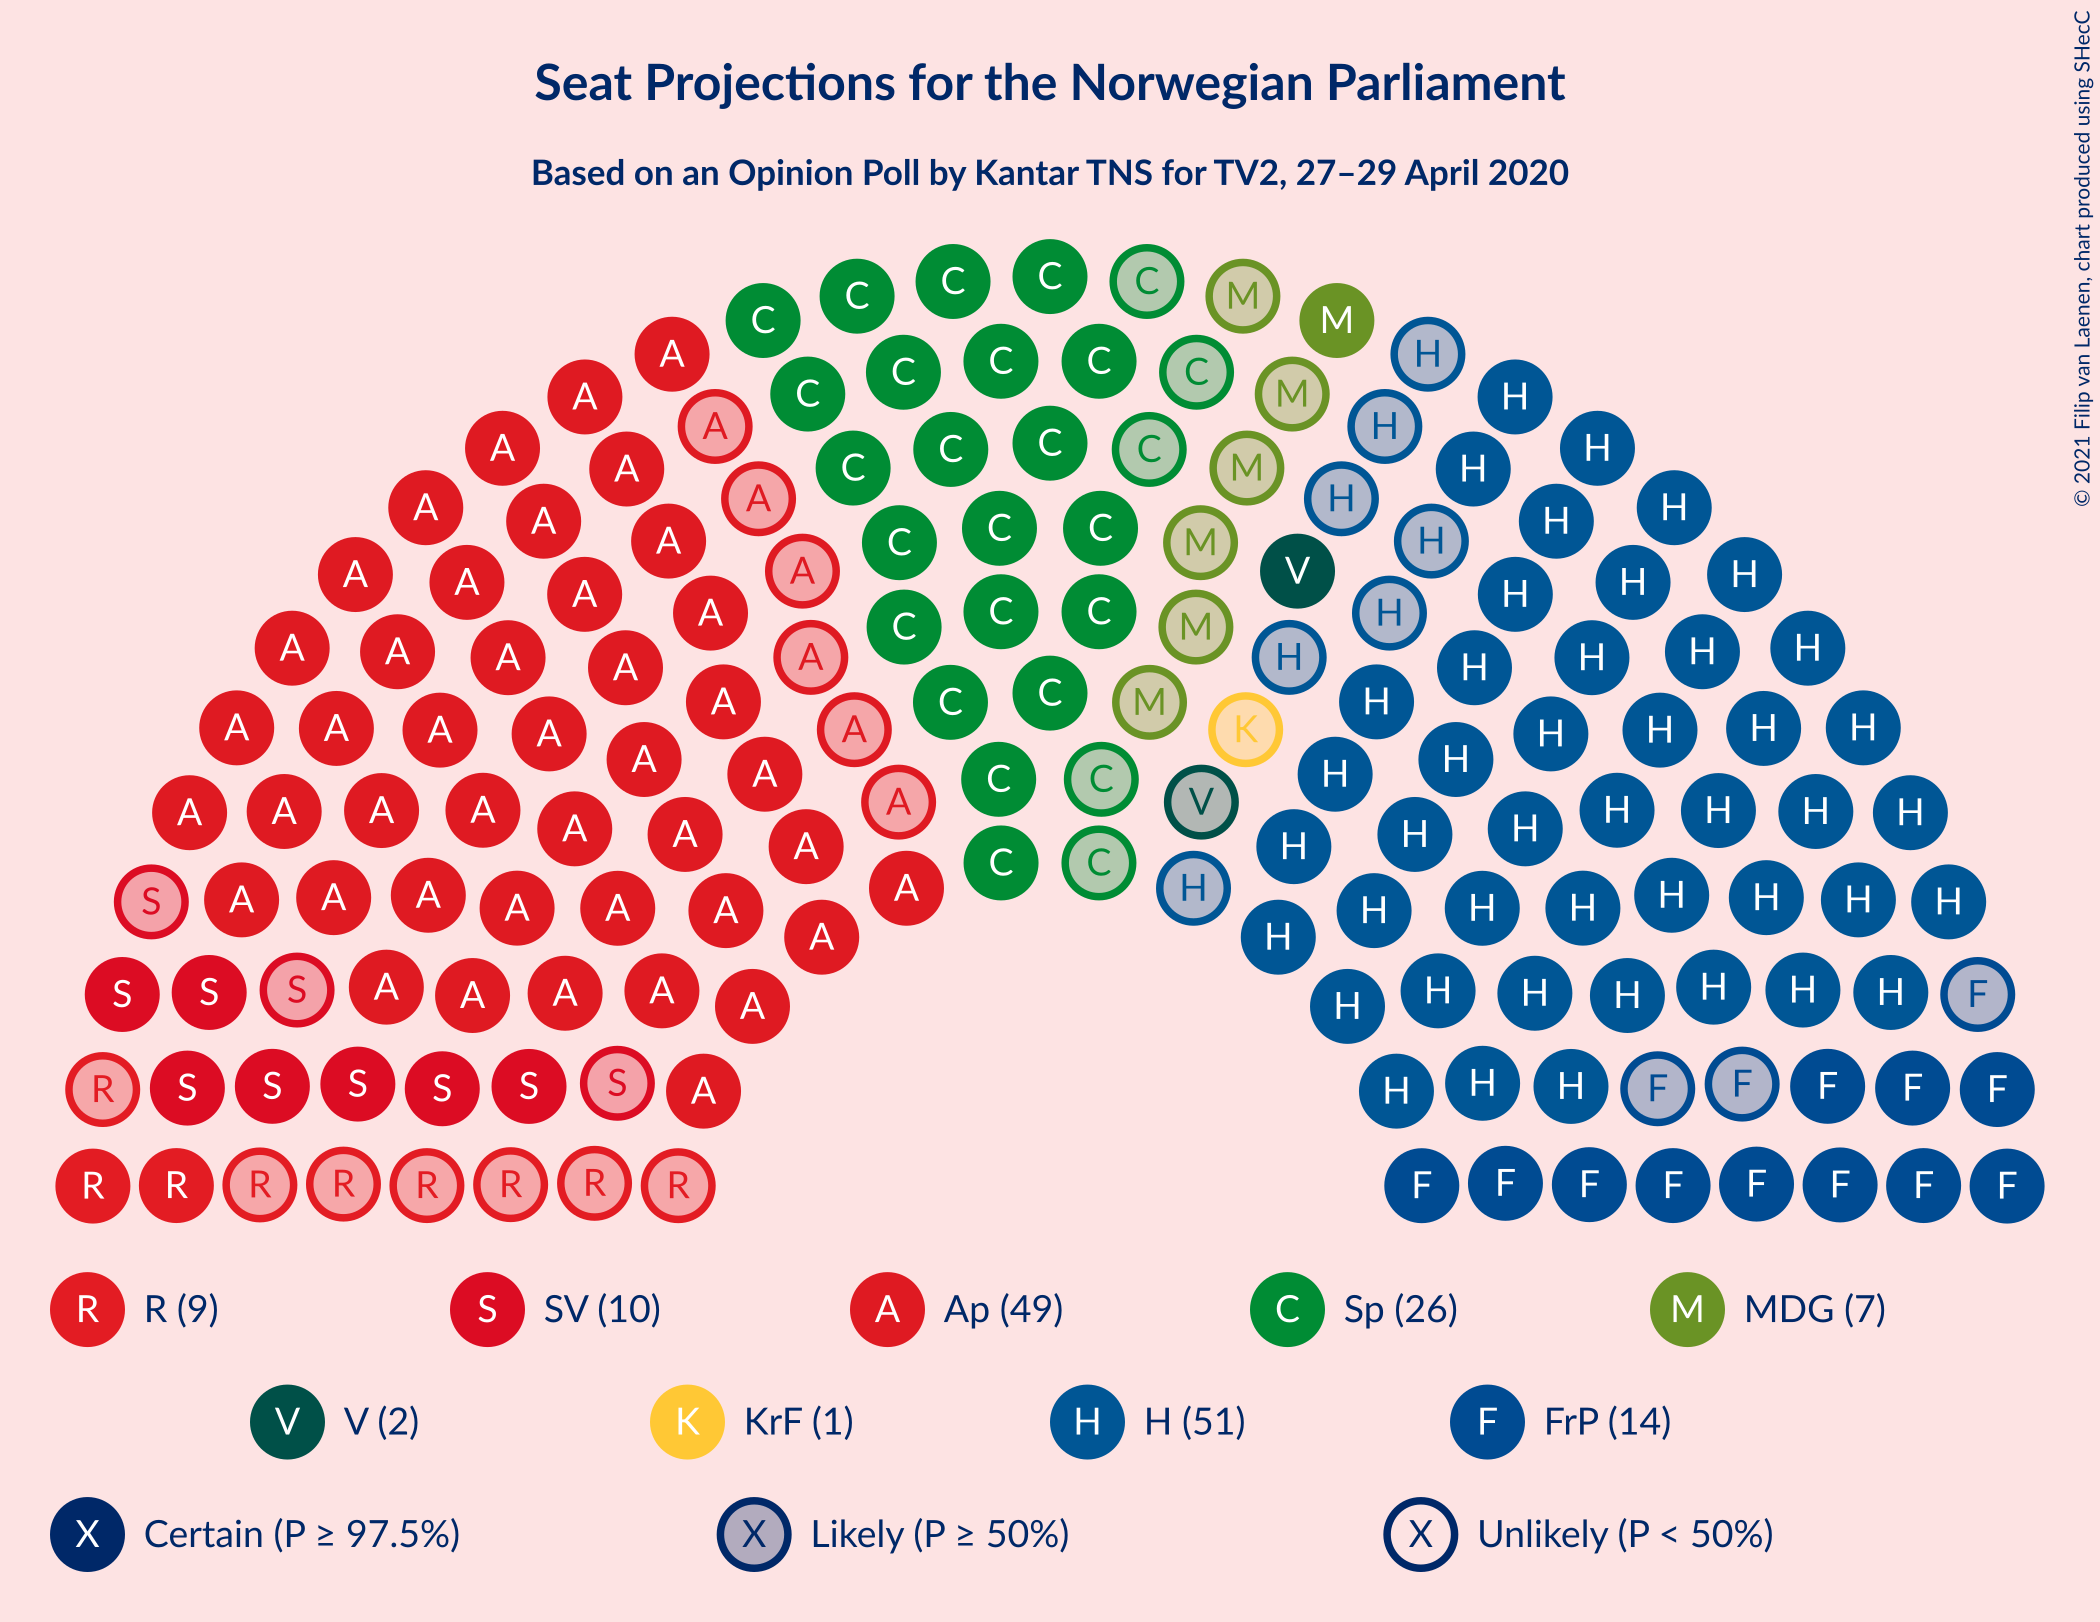 Seat Projections for the Norwegian Parliament
Based on an Opinion Poll by Kantar TNS for TV2, 27–29 April 2020
© 2021 Filip van Laenen, chart produced using SHecC
C C C C C M M
A C C C C C M H
A A C C C C M H H
A A A C C C M V H H H
A A A A C C C M H H H H
A A A A A C C M K H H H H H
A A A A A A C C V H H H H H H
A A A A A A A C C H H H H H H H
S A A A A A A A H H H H H H H H
S S S A A A A A H H H H H H H F
R S S S S S S A H H H F F F F F
R R R R R R R R F F F F F F F F
R R (9) S SV (10) A Ap (49) C Sp (26) M MDG (7)
V V (2) K KrF (1) H H (51) F FrP (14)
X Certain (P ≥ 97.5%) X Likely (P ≥ 50%) X Unlikely (P < 50%)